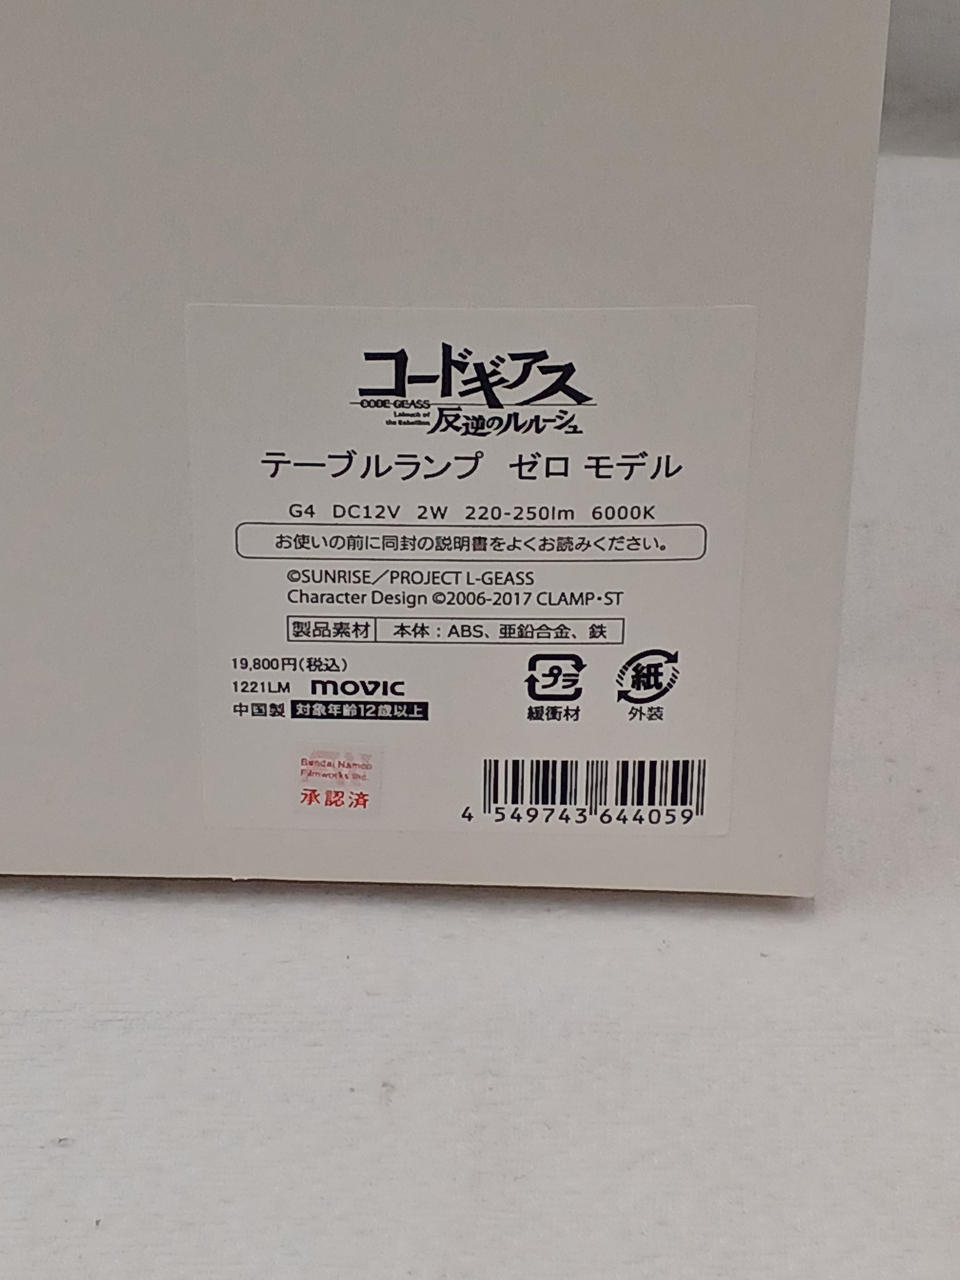 コードギアス
CODE GEASS
Lelouch of
the Rebellion
反逆のルルーシュ
テーブルランプ ゼロ モデル
G4 DC12V 2W 220-250lm 6000K
お使いの前に同封の説明書をよくお読みください。
©SUNRISE／PROJECT L-GEASS
Character Design ©2006-2017 CLAMP・ST
製品素材 本体：ABS、亜鉛合金、鉄
19,800円(税込)
1221LM movic
中国製 対象年齢12歳以上
プラ
緩衝材
紙
外装
Bandai Namco
Filmworks Inc.
承認済
4 549743 644059